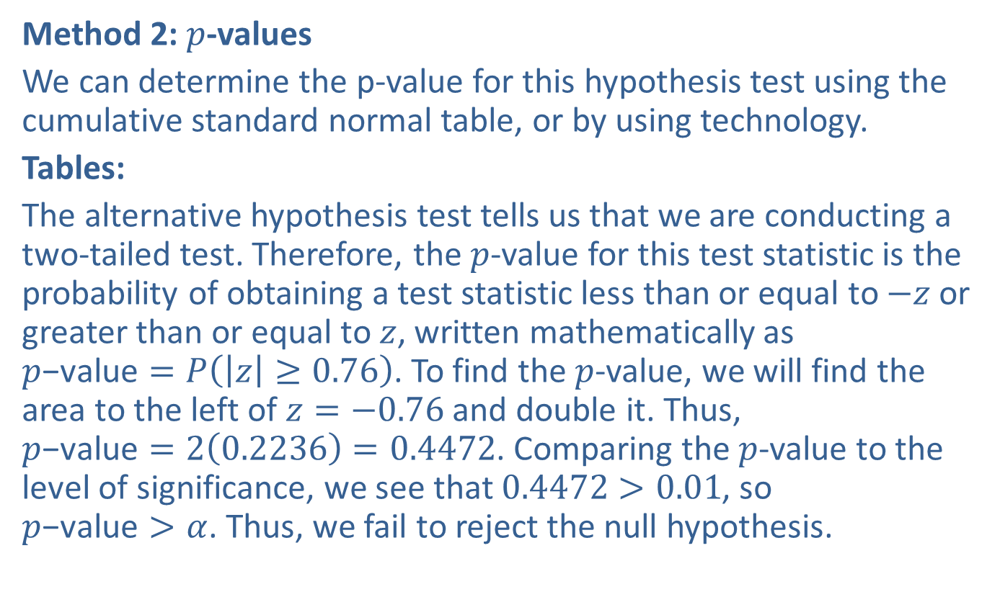 Method 2: p-values
We can determine the p-value for this hypothesis test using the
cumulative standard normal table, or by using technology.
Tables:
The alternative hypothesis test tells us that we are conducting a
two-tailed test. Therefore, the p-value for this test statistic is the
probability of obtaining a test statistic less than or equal to −z or
greater than or equal to z, written mathematically as
p−value = P(|z| ≥ 0.76). To find the p-value, we will find the
area to the left of z = −0.76 and double it. Thus,
p−value = 2(0.2236) = 0.4472. Comparing the p-value to the
level of significance, we see that 0.4472 > 0.01, so
p−value > α. Thus, we fail to reject the null hypothesis.